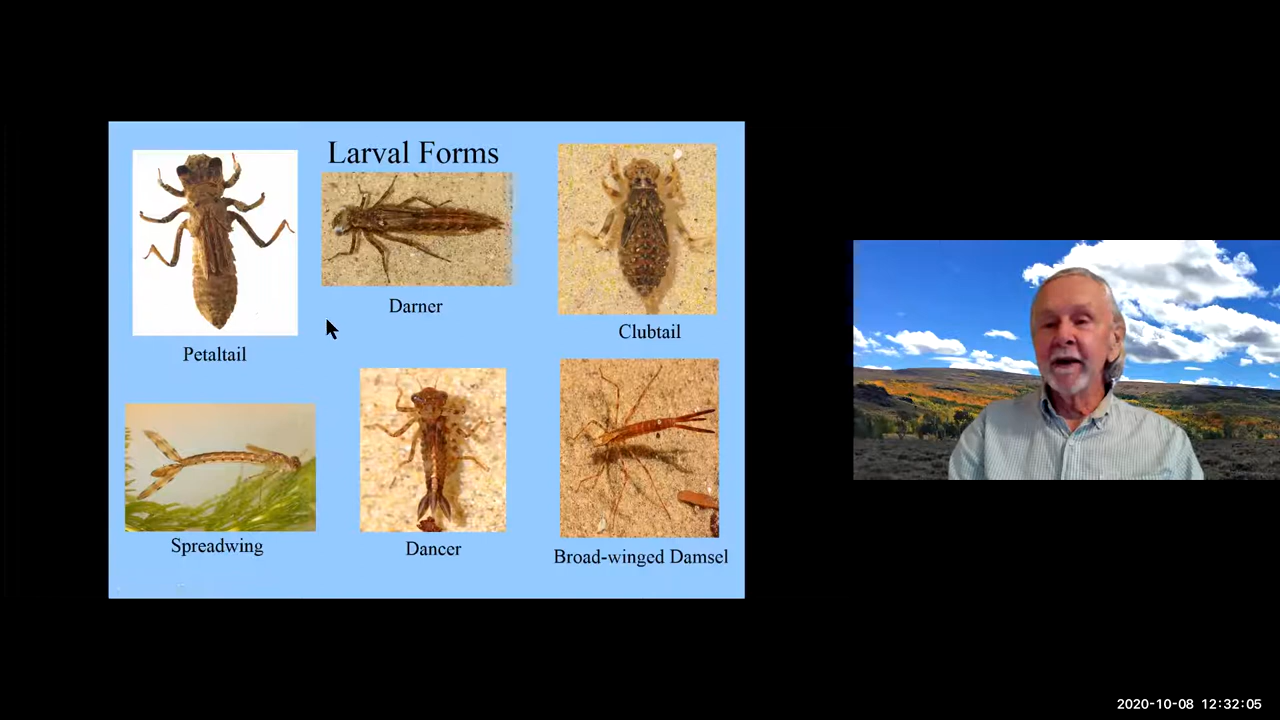 Larval Forms
Darner
Clubtail
Petaltail
Spreadwing
Dancer
Broad-winged Damsel
2020-10-08 12:32:05